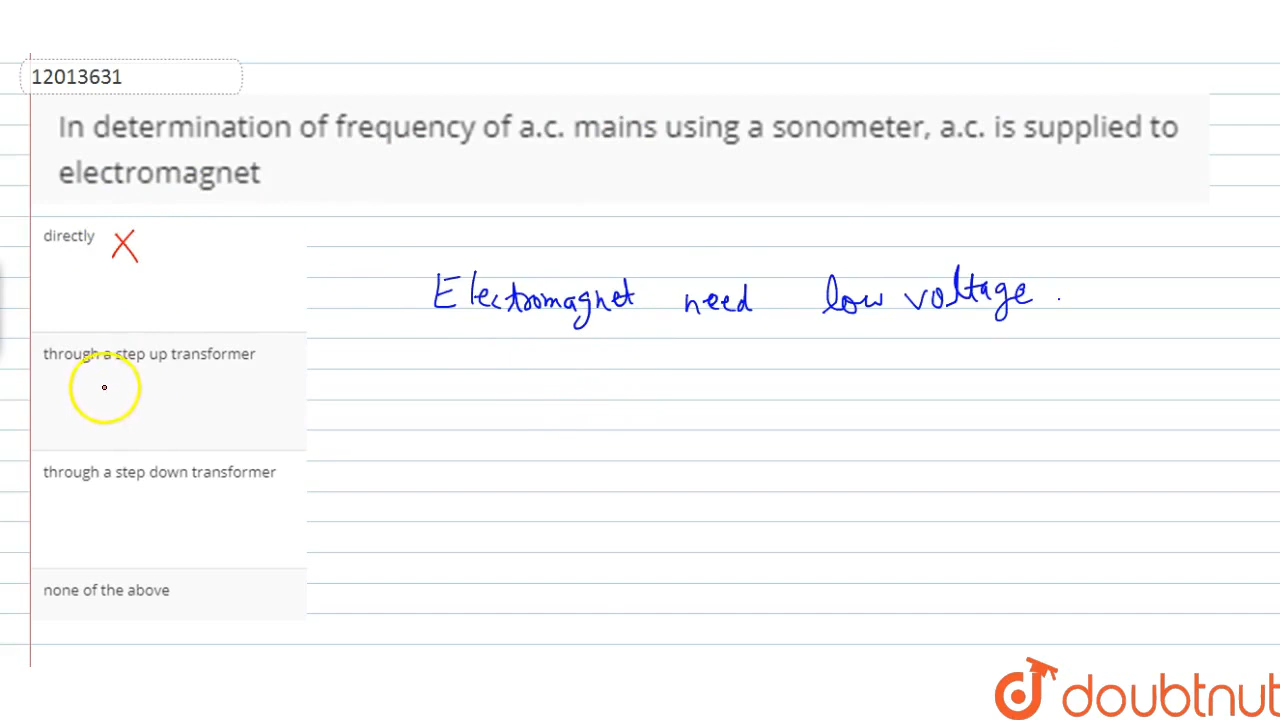 12013631
In determination of frequency of a.c. mains using a sonometer, a.c. is supplied to
electromagnet
directly X
Electromagnet need low voltage.
through a step up transformer
through a step down transformer
none of the above
doubtnut